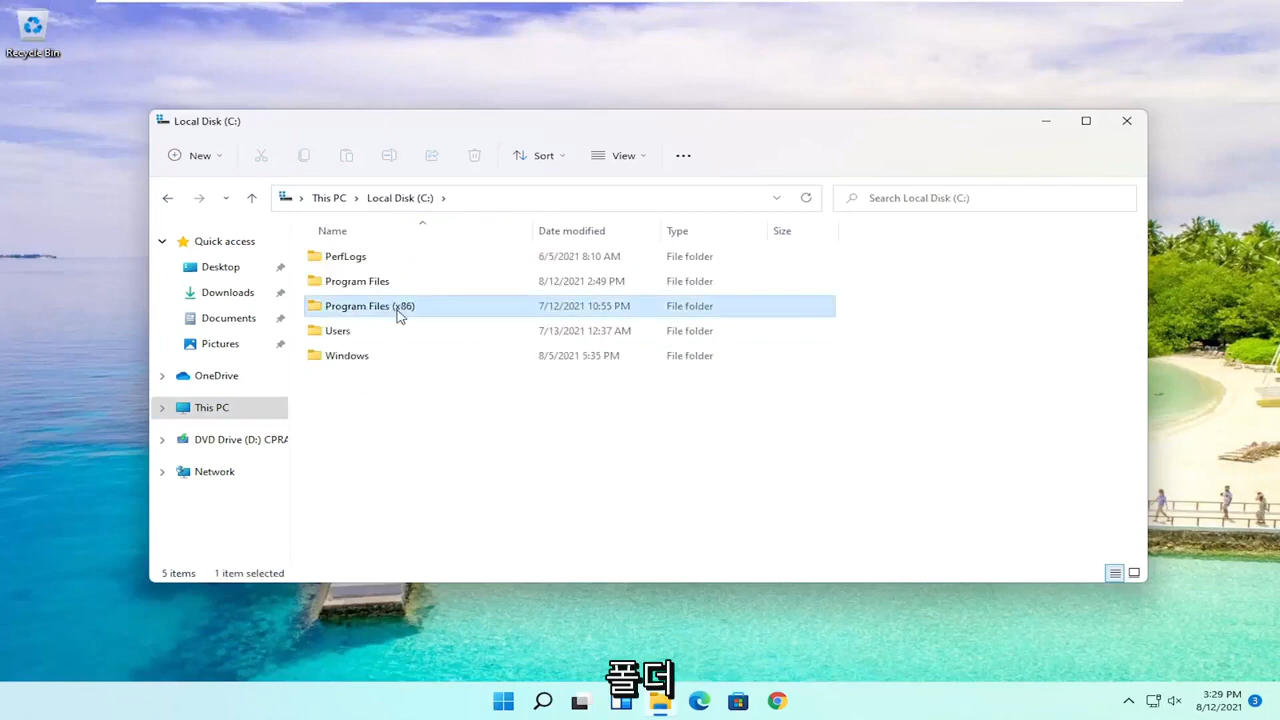 Recycle Bin
Local Disk (C:)
New
Sort
View
This PC
Local Disk (C:)
Search Local Disk (C:)
Name
Date modified
Type
Size
Quick access
Desktop
Downloads
Documents
Pictures
OneDrive
This PC
DVD Drive (D:) CPRA
Network
PerfLogs 6/5/2021 8:10 AM File folder
Program Files 8/12/2021 2:49 PM File folder
Program Files (x86) 7/12/2021 10:55 PM File folder
Users 7/13/2021 12:37 AM File folder
Windows 8/5/2021 5:35 PM File folder
5 items 1 item selected
폴더
3:29 PM
8/12/2021
3